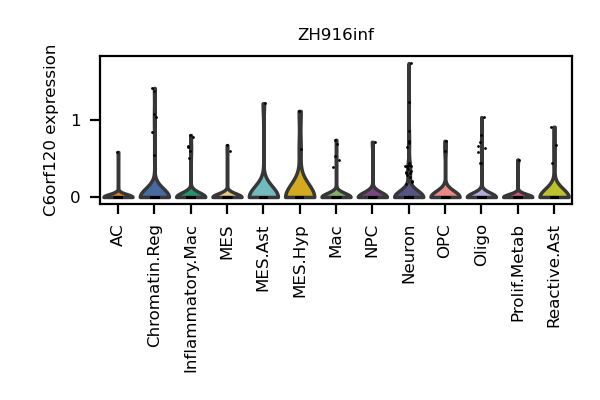 ZH916inf
C6orf120 expression
1
0
AC
Chromatin.Reg
Inflammatory.Mac
MES
MES.Ast
MES.Hyp
Mac
NPC
Neuron
OPC
Oligo
Prolif.Metab
Reactive.Ast